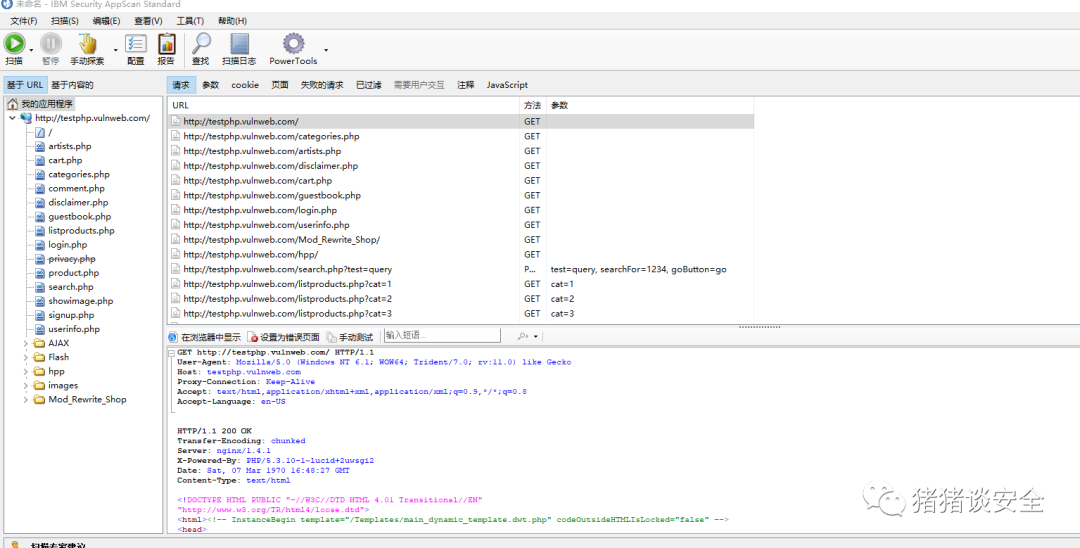 未命名 - IBM Security AppScan Standard
文件(F) 扫描(S) 编辑(E) 查看(V) 工具(T) 帮助(H)
扫描 暂停 手动探索 配置 报告 查找 扫描日志 PowerTools
基于 URL 基于内容的
请求 参数 cookie 页面 失败的请求 已过滤 需要用户交互 注释 JavaScript
我的应用程序
http://testphp.vulnweb.com/
/
artists.php
cart.php
categories.php
comment.php
disclaimer.php
guestbook.php
listproducts.php
login.php
privacy.php
product.php
search.php
showimage.php
signup.php
userinfo.php
AJAX
Flash
hpp
images
Mod_Rewrite_Shop
URL 方法 参数
http://testphp.vulnweb.com/ GET
http://testphp.vulnweb.com/categories.php GET
http://testphp.vulnweb.com/artists.php GET
http://testphp.vulnweb.com/disclaimer.php GET
http://testphp.vulnweb.com/cart.php GET
http://testphp.vulnweb.com/guestbook.php GET
http://testphp.vulnweb.com/login.php GET
http://testphp.vulnweb.com/userinfo.php GET
http://testphp.vulnweb.com/Mod_Rewrite_Shop/ GET
http://testphp.vulnweb.com/hpp/ GET
http://testphp.vulnweb.com/search.php?test=query P... test=query, searchFor=1234, goButton=go
http://testphp.vulnweb.com/listproducts.php?cat=1 GET cat=1
http://testphp.vulnweb.com/listproducts.php?cat=2 GET cat=2
http://testphp.vulnweb.com/listproducts.php?cat=3 GET cat=3
在浏览器中显示 设置为错误页面 手动测试 输入短语...
GET http://testphp.vulnweb.com/ HTTP/1.1
User-Agent: Mozilla/5.0 (Windows NT 6.1; WOW64; Trident/7.0; rv:11.0) like Gecko
Host: testphp.vulnweb.com
Proxy-Connection: Keep-Alive
Accept: text/html,application/xhtml+xml,application/xml;q=0.9,*/*;q=0.8
Accept-Language: en-US
HTTP/1.1 200 OK
Transfer-Encoding: chunked
Server: nginx/1.4.1
X-Powered-By: PHP/5.3.10-1~lucid+2uwsgi2
Date: Sat, 07 Mar 1970 16:48:27 GMT
Content-Type: text/html
<!DOCTYPE HTML PUBLIC "-//W3C//DTD HTML 4.01 Transitional//EN"
"http://www.w3.org/TR/html4/loose.dtd">
<html><!-- InstanceBegin template="/Templates/main_dynamic_template.dwt.php" codeOutsideHTMLIsLocked="false" -->
<head>
猪猪谈安全
扫描专家建议